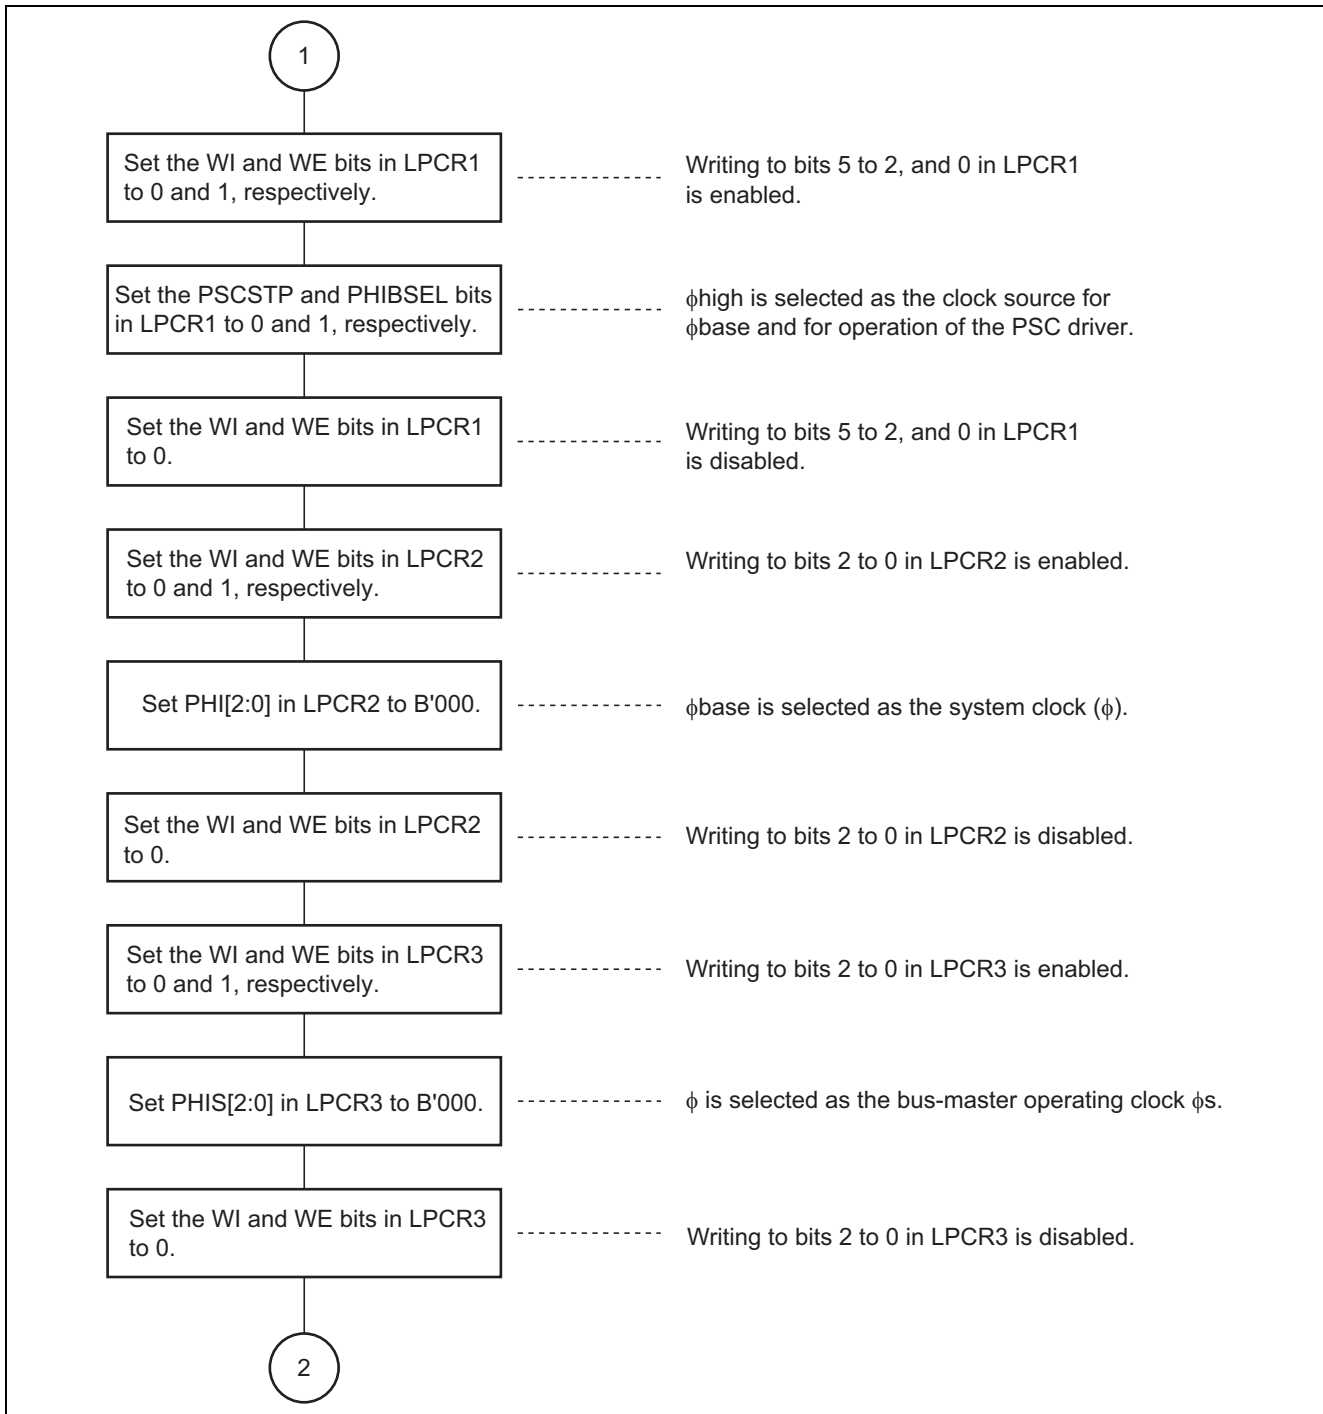 1
Set the WI and WE bits in LPCR1
to 0 and 1, respectively.
Writing to bits 5 to 2, and 0 in LPCR1
is enabled.
Set the PSCSTP and PHIBSEL bits
in LPCR1 to 0 and 1, respectively.
ϕhigh is selected as the clock source for
ϕbase and for operation of the PSC driver.
Set the WI and WE bits in LPCR1
to 0.
Writing to bits 5 to 2, and 0 in LPCR1
is disabled.
Set the WI and WE bits in LPCR2
to 0 and 1, respectively.
Writing to bits 2 to 0 in LPCR2 is enabled.
Set PHI[2:0] in LPCR2 to B'000.
ϕbase is selected as the system clock (ϕ).
Set the WI and WE bits in LPCR2
to 0.
Writing to bits 2 to 0 in LPCR2 is disabled.
Set the WI and WE bits in LPCR3
to 0 and 1, respectively.
Writing to bits 2 to 0 in LPCR3 is enabled.
Set PHIS[2:0] in LPCR3 to B'000.
ϕ is selected as the bus-master operating clock ϕs.
Set the WI and WE bits in LPCR3
to 0.
Writing to bits 2 to 0 in LPCR3 is disabled.
2